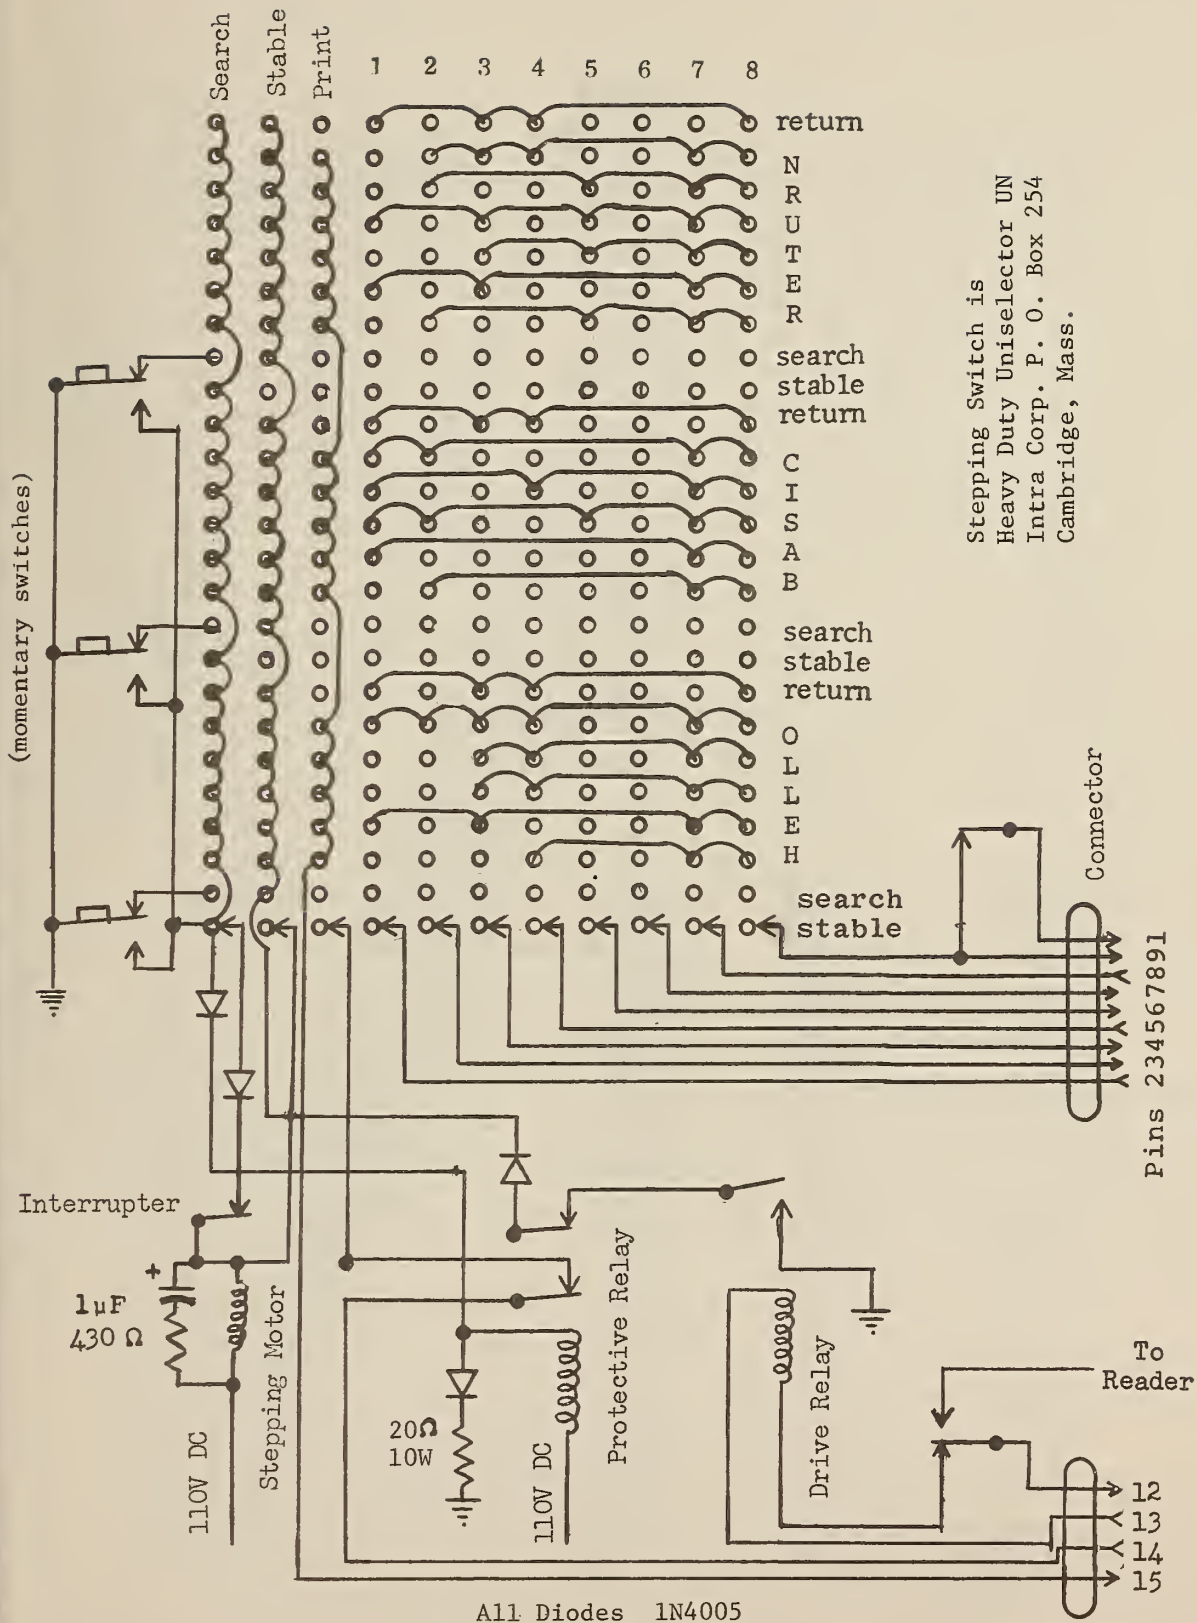 Search
Stable
Print
1 2 3 4 5 6 7 8
return
N
R
U
T
E
R
search
stable
return
C
I
S
A
B
search
stable
return
O
L
L
E
H
search
stable
(momentary switches)
Stepping Switch is
Heavy Duty Uniselector UN
Intra Corp. P. O. Box 254
Cambridge, Mass.
Connector
Pins 234567891
Interrupter
+
1µF
430 Ω
110V DC
Stepping Motor
20Ω
10W
110V DC
Protective Relay
Drive Relay
To
Reader
12
13
14
15
All Diodes 1N4005